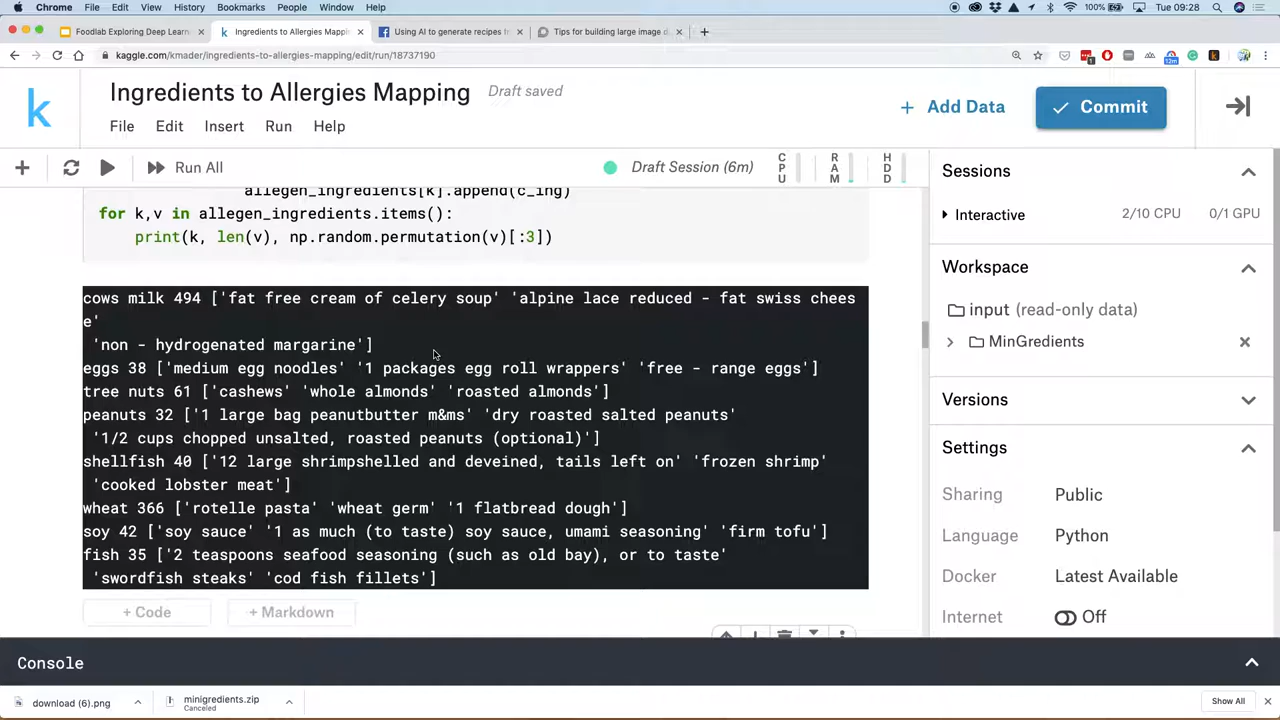 Chrome File Edit View History Bookmarks People Window Help 100% Tue 09:28
Foodlab Exploring Deep Learn Ingredients to Allergies Mappin Using AI to generate recipes Tips for building large image d
kaggle.com/kmader/ingredients-to-allergies-mapping/edit/run/18737190
Ingredients to Allergies Mapping Draft saved
+ Add Data
Commit
File Edit Insert Run Help
Run All
Draft Session (6m)
CPU RAM HDD
allegen_ingredients[k].append(c_ing)
for k,v in allegen_ingredients.items():
print(k, len(v), np.random.permutation(v)[:3])
cows milk 494 ['fat free cream of celery soup' 'alpine lace reduced - fat swiss chees
e'
'non - hydrogenated margarine']
eggs 38 ['medium egg noodles' '1 packages egg roll wrappers' 'free - range eggs']
tree nuts 61 ['cashews' 'whole almonds' 'roasted almonds']
peanuts 32 ['1 large bag peanutbutter m&ms' 'dry roasted salted peanuts'
'1/2 cups chopped unsalted, roasted peanuts (optional)']
shellfish 40 ['12 large shrimpshelled and deveined, tails left on' 'frozen shrimp'
'cooked lobster meat']
wheat 366 ['rotelle pasta' 'wheat germ' '1 flatbread dough']
soy 42 ['soy sauce' '1 as much (to taste) soy sauce, umami seasoning' 'firm tofu']
fish 35 ['2 teaspoons seafood seasoning (such as old bay), or to taste'
'swordfish steaks' 'cod fish fillets']
+ Code + Markdown
Sessions
Interactive 2/10 CPU 0/1 GPU
Workspace
input (read-only data)
MinGredients
Versions
Settings
Sharing Public
Language Python
Docker Latest Available
Internet Off
Console
download (6).png
minigredients.zip
Canceled
Show All